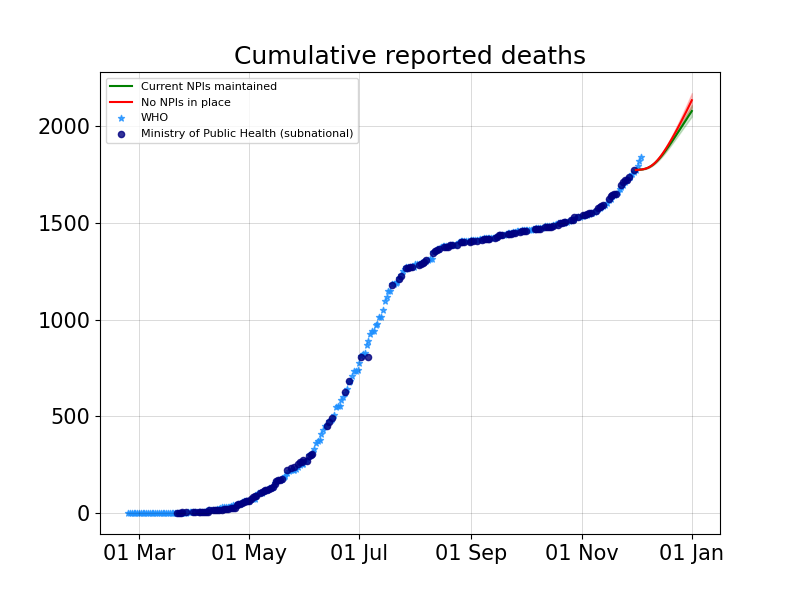 Cumulative reported deaths
Current NPIs maintained
No NPIs in place
WHO
Ministry of Public Health (subnational)
2000
1500
1000
500
0
01 Mar
01 May
01 Jul
01 Sep
01 Nov
01 Jan